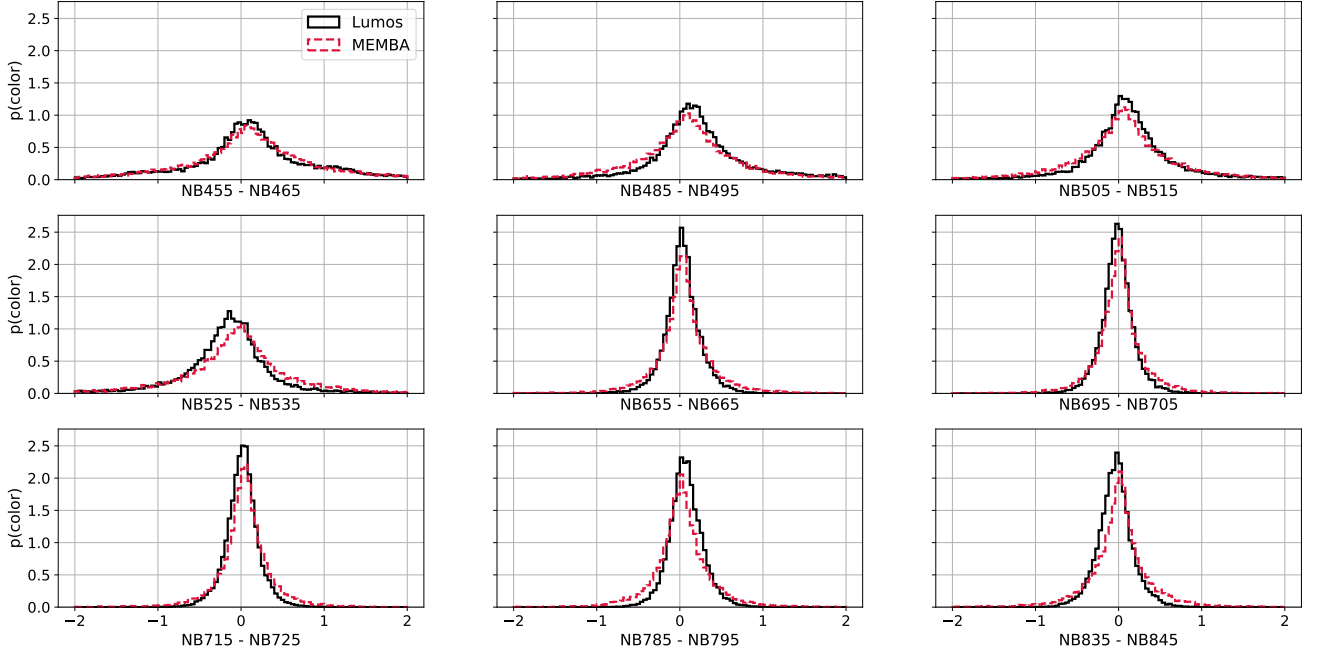 Lumos
MEMBA
p(color)
2.5
2.0
1.5
1.0
0.5
0.0
NB455 - NB465
NB485 - NB495
NB505 - NB515
p(color)
2.5
2.0
1.5
1.0
0.5
0.0
NB525 - NB535
NB655 - NB665
NB695 - NB705
p(color)
2.5
2.0
1.5
1.0
0.5
0.0
−2 −1 0 1 2
−2 −1 0 1 2
−2 −1 0 1 2
NB715 - NB725
NB785 - NB795
NB835 - NB845